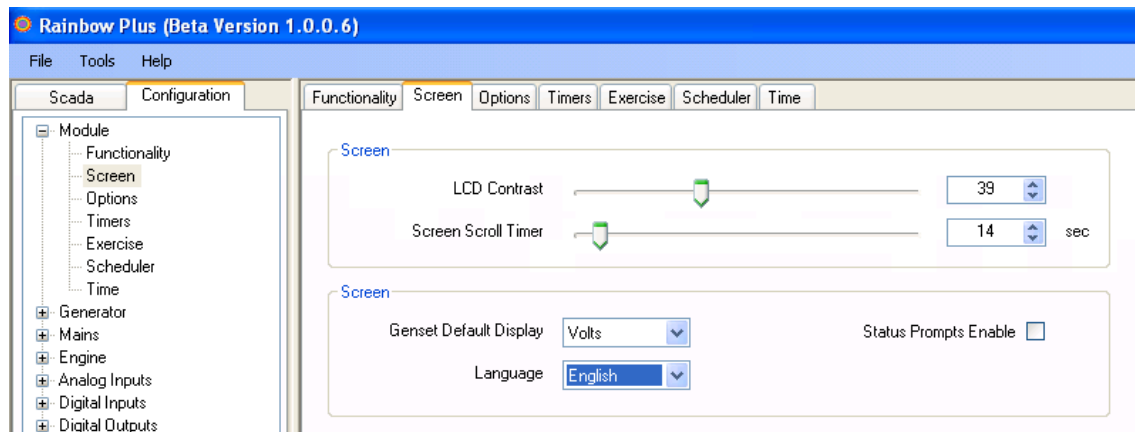 Rainbow Plus (Beta Version 1.0.0.6)
File Tools Help
Scada Configuration
Module
Functionality
Screen
Options
Timers
Exercise
Scheduler
Time
Generator
Mains
Engine
Analog Inputs
Digital Inputs
Digital Outputs
Functionality Screen Options Timers Exercise Scheduler Time
Screen
LCD Contrast 39
Screen Scroll Timer 14 sec
Screen
Genset Default Display Volts Status Prompts Enable
Language English